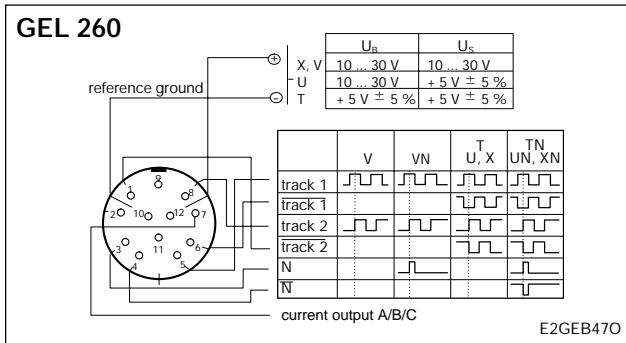 GEL 260
U_B U_S
X, V 10 ... 30 V 10 ... 30 V
U 10 ... 30 V + 5 V ± 5 %
T + 5 V ± 5 % + 5 V ± 5 %
+
−
reference ground
V VN T U, X TN UN, XN
track 1
track 1
track 2
track 2
N
N
1 2 3 4 5 6 7 8 9 10 11 12
current output A/B/C
E2GEB47O